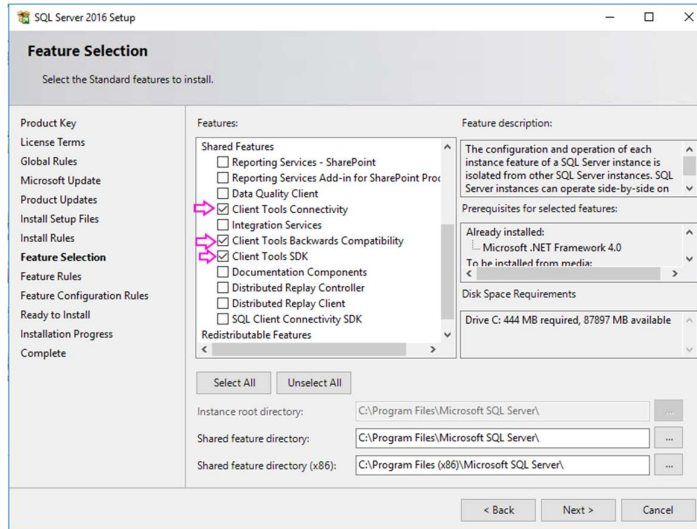 SQL Server 2016 Setup
Feature Selection
Select the Standard features to install.
Product Key
License Terms
Global Rules
Microsoft Update
Product Updates
Install Setup Files
Install Rules
Feature Selection
Feature Rules
Feature Configuration Rules
Ready to Install
Installation Progress
Complete
Features:
Shared Features
Reporting Services - SharePoint
Reporting Services Add-in for SharePoint Proc
Data Quality Client
Client Tools Connectivity
Integration Services
Client Tools Backwards Compatibility
Client Tools SDK
Documentation Components
Distributed Replay Controller
Distributed Replay Client
SQL Client Connectivity SDK
Redistributable Features
Feature description:
The configuration and operation of each
instance feature of a SQL Server instance is
isolated from other SQL Server instances. SQL
Server instances can operate side-by-side on
Prerequisites for selected features:
Already installed:
Microsoft .NET Framework 4.0
To be installed from media:
Disk Space Requirements
Drive C: 444 MB required, 87897 MB available
Select All
Unselect All
Instance root directory:
C:\Program Files\Microsoft SQL Server\
...
Shared feature directory:
C:\Program Files\Microsoft SQL Server\
...
Shared feature directory (x86):
C:\Program Files (x86)\Microsoft SQL Server\
...
< Back
Next >
Cancel